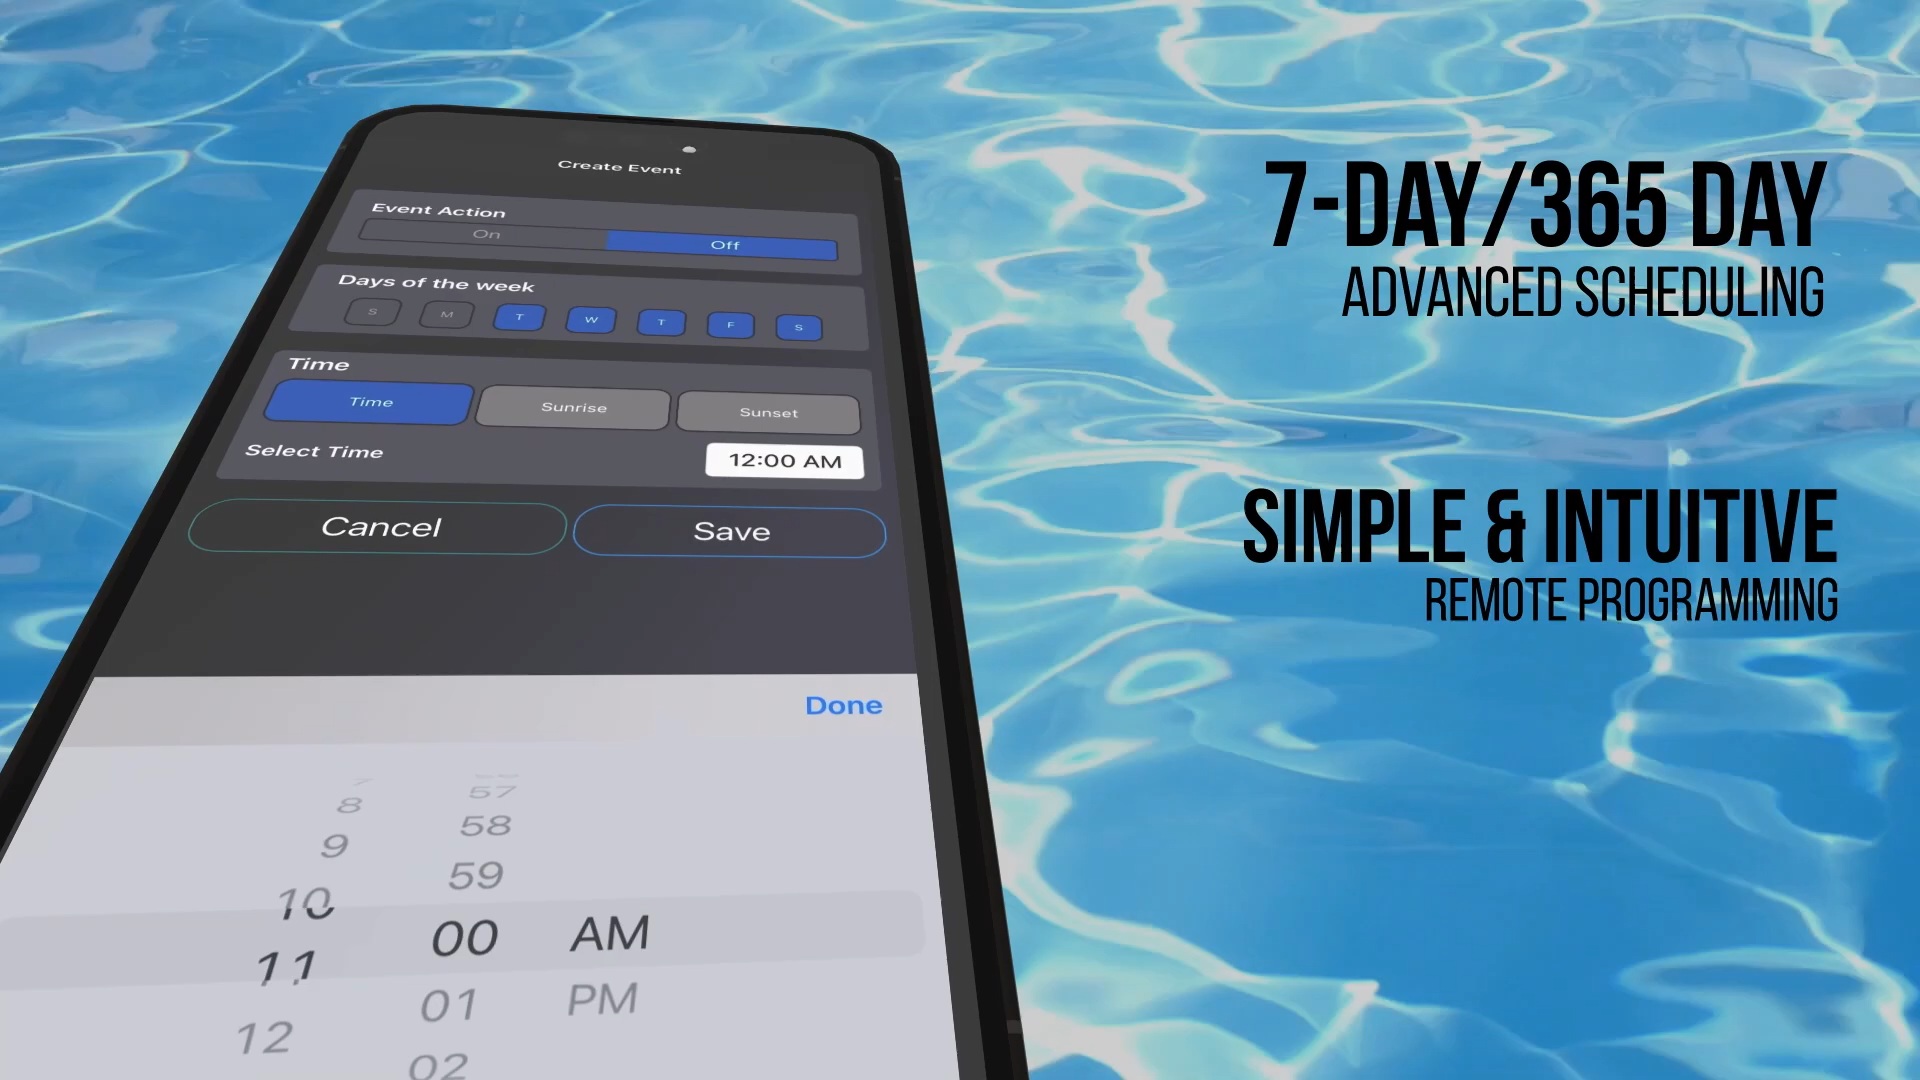 Create Event
Event Action
On Off
Days of the week
S M T W T F S
Time
Time Sunrise Sunset
Select Time 12:00 AM
Cancel Save
Done
7
8 57
9 58
10 59
11 00 AM
12 01 PM
02
7-DAY/365 DAY
ADVANCED SCHEDULING
SIMPLE & INTUITIVE
REMOTE PROGRAMMING